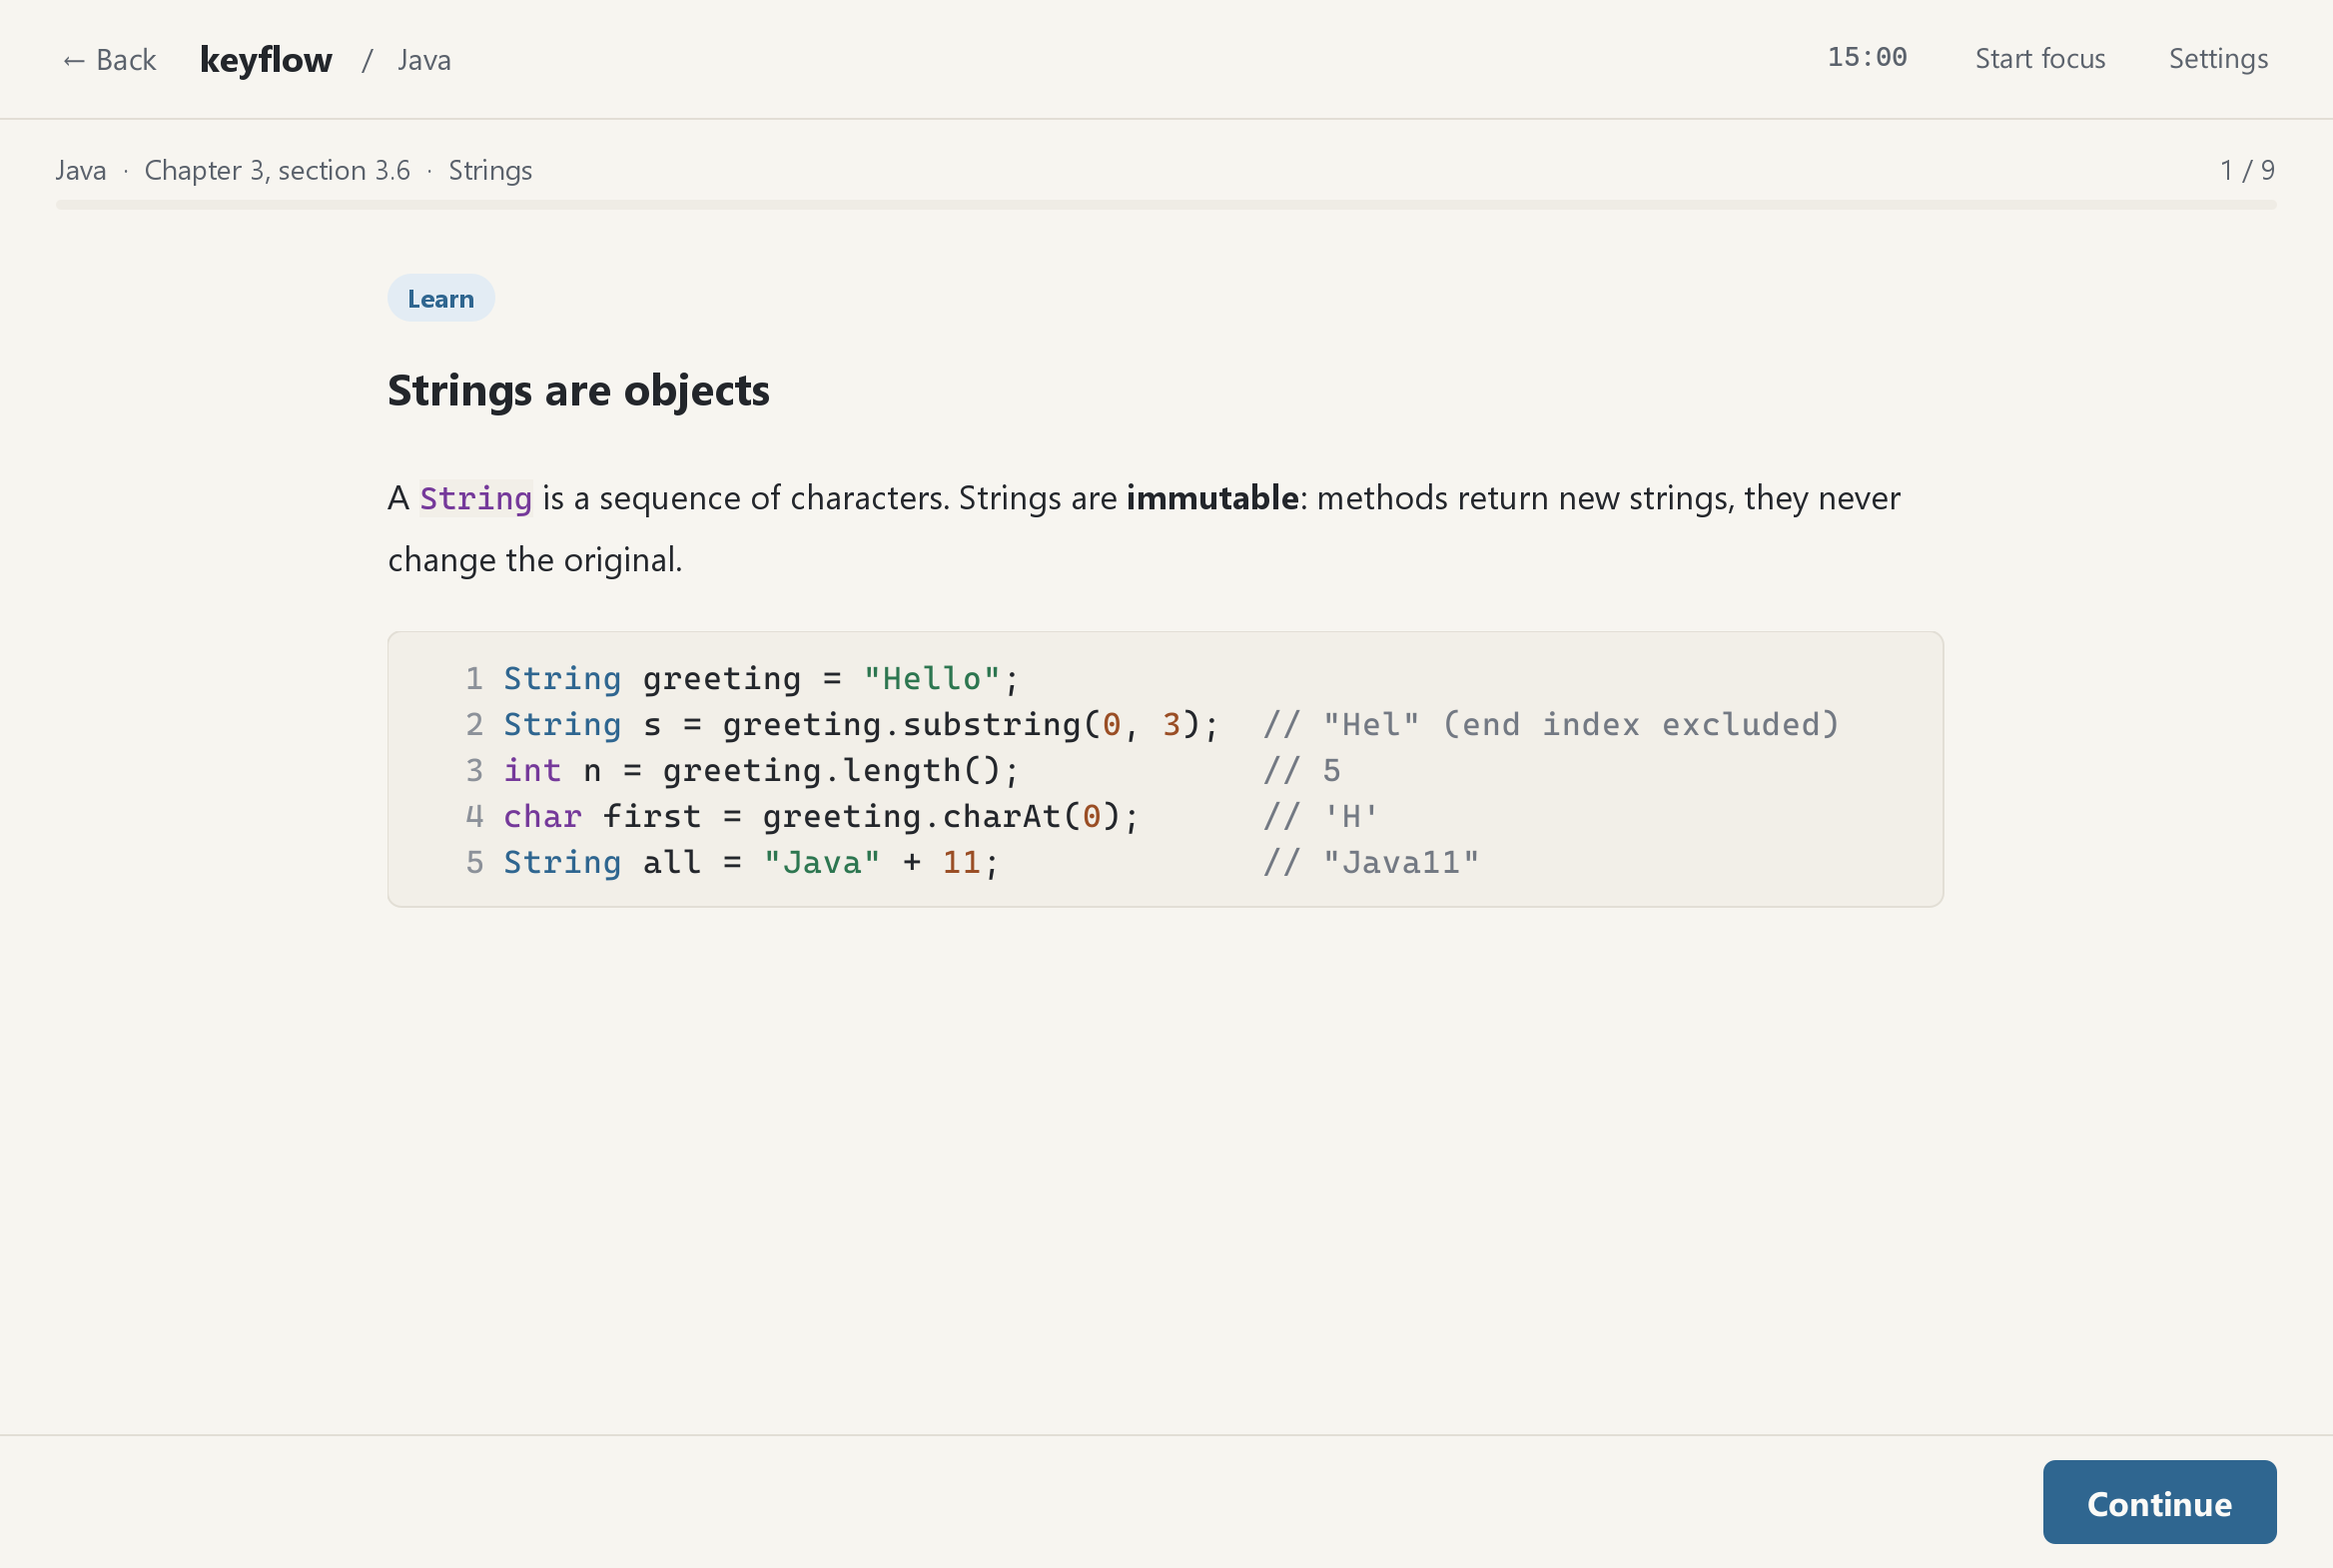 ← Back keyflow / Java 15:00 Start focus Settings
Java · Chapter 3, section 3.6 · Strings 1 / 9
Learn
Strings are objects
A String is a sequence of characters. Strings are immutable: methods return new strings, they never
change the original.
1 String greeting = "Hello";
2 String s = greeting.substring(0, 3);  // "Hel" (end index excluded)
3 int n = greeting.length();            // 5
4 char first = greeting.charAt(0);      // 'H'
5 String all = "Java" + 11;             // "Java11"
Continue